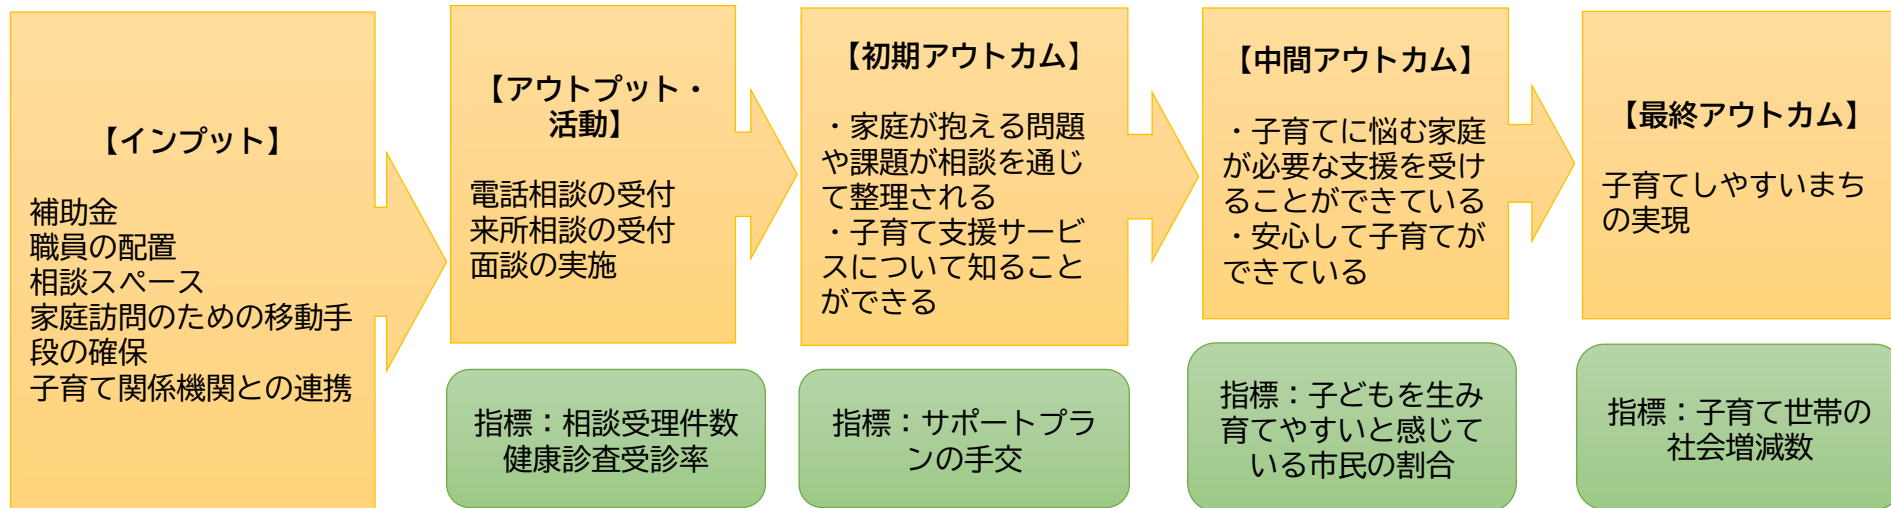 【インプット】
補助金
職員の配置
相談スペース
家庭訪問のための移動手
段の確保
子育て関係機関との連携
【アウトプット・
活動】
電話相談の受付
来所相談の受付
面談の実施
指標：相談受理件数
健康診査受診率
【初期アウトカム】
・家庭が抱える問題
や課題が相談を通じ
て整理される
・子育て支援サービ
スについて知ること
ができる
指標：サポートプラ
ンの手交
【中間アウトカム】
・子育てに悩む家庭
が必要な支援を受け
ることができている
・安心して子育てが
できている
指標：子どもを生み
育てやすいと感じて
いる市民の割合
【最終アウトカム】
子育てしやすいまち
の実現
指標：子育て世帯の
社会増減数